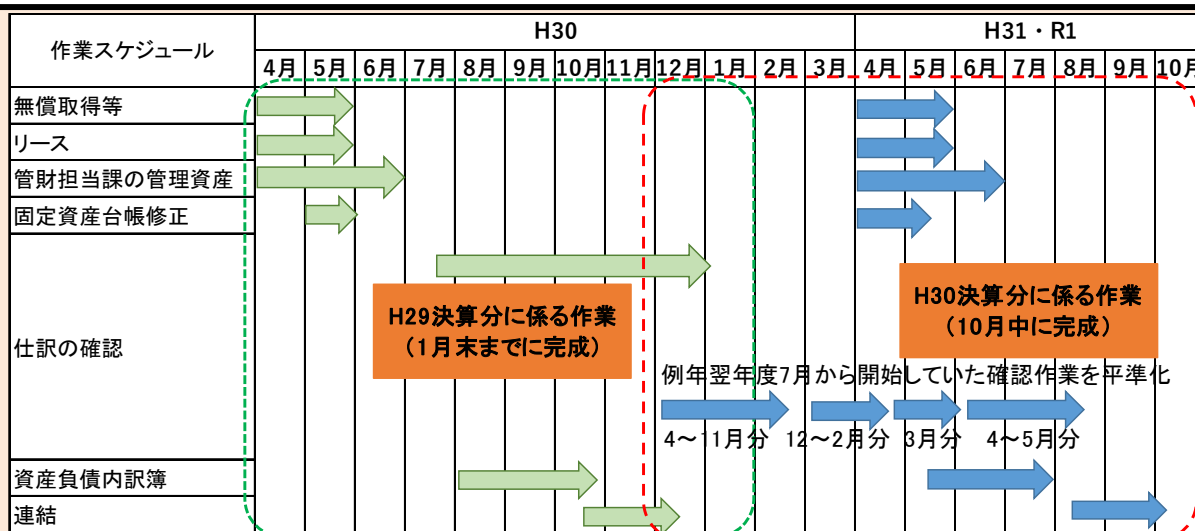 作業スケジュール
H30
H31・R1
4月 5月 6月 7月 8月 9月 10月 11月 12月 1月 2月 3月 4月 5月 6月 7月 8月 9月 10月
無償取得等
リース
管財担当課の管理資産
固定資産台帳修正
仕訳の確認
H29決算分に係る作業
(1月末までに完成)
H30決算分に係る作業
(10月中に完成)
例年翌年度7月から開始していた確認作業を平準化
4～11月分 12～2月分 3月分 4～5月分
資産負債内訳簿
連結